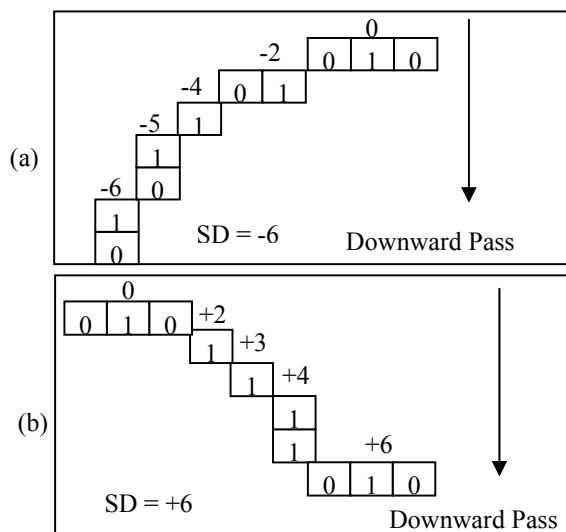 0
-2
0 1 0
-4
0 1
-5
1
1
(a)
0
-6
1
SD = -6
Downward Pass
0
0
0 1 0
+2
1
+3
1
+4
1
(b)
1
+6
0 1 0
SD = +6
Downward Pass